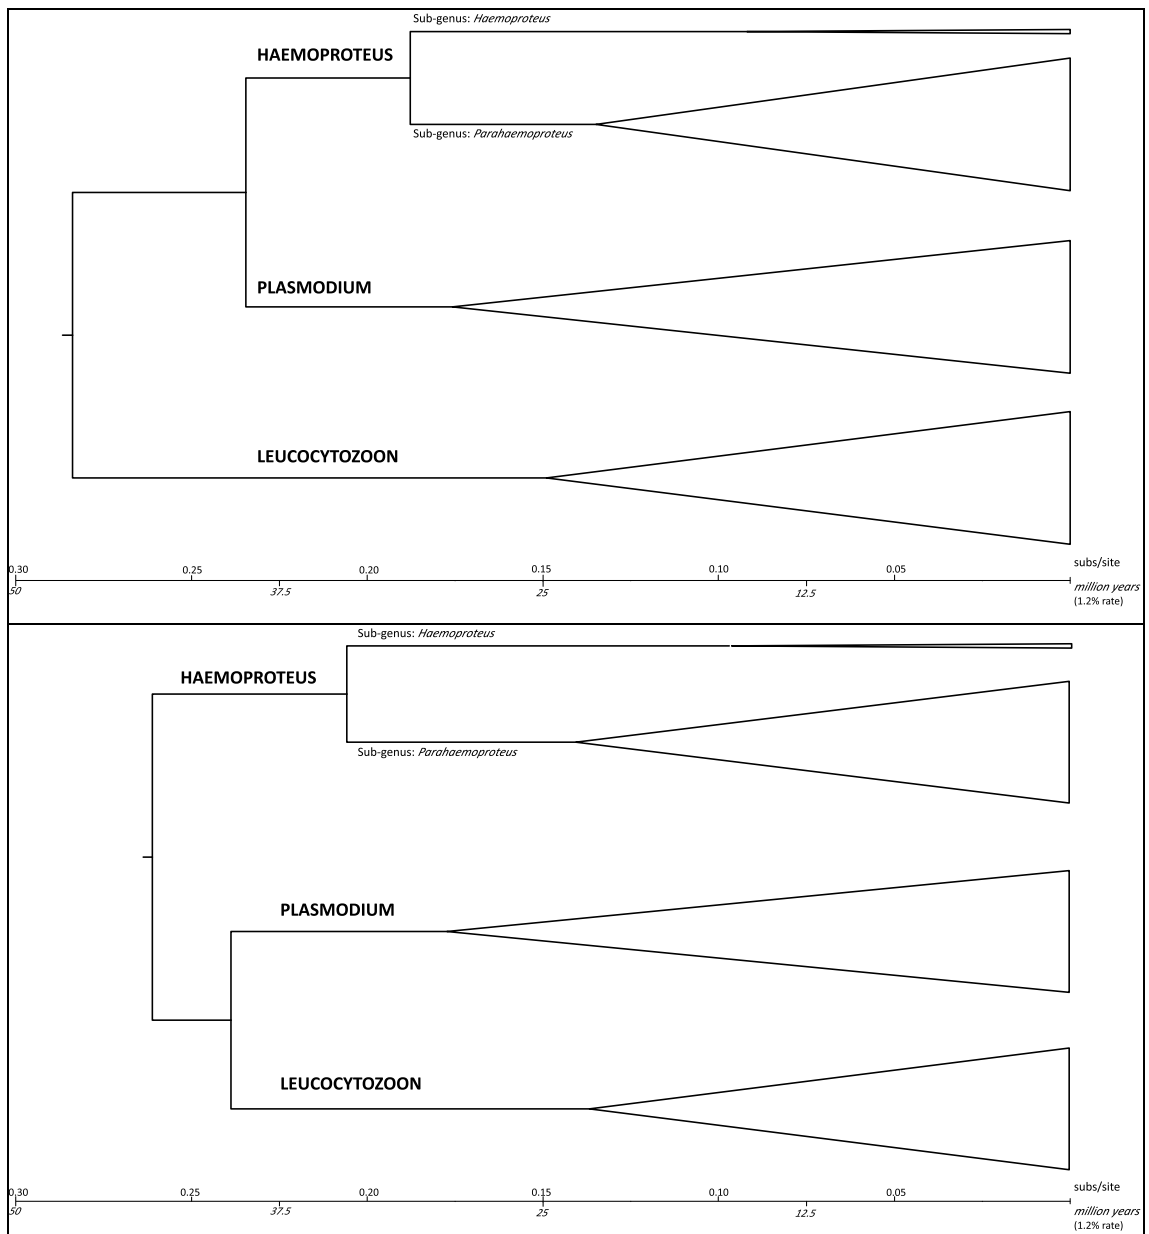 Sub-genus: Haemoproteus
HAEMOPROTEUS
Sub-genus: Parahaemoproteus
PLASMODIUM
LEUCOCYTOZOON
0.30 0.25 0.20 0.15 0.10 0.05 subs/site
50 37.5 25 12.5 million years
(1.2% rate)
Sub-genus: Haemoproteus
HAEMOPROTEUS
Sub-genus: Parahaemoproteus
PLASMODIUM
LEUCOCYTOZOON
0.30 0.25 0.20 0.15 0.10 0.05 subs/site
50 37.5 25 12.5 million years
(1.2% rate)